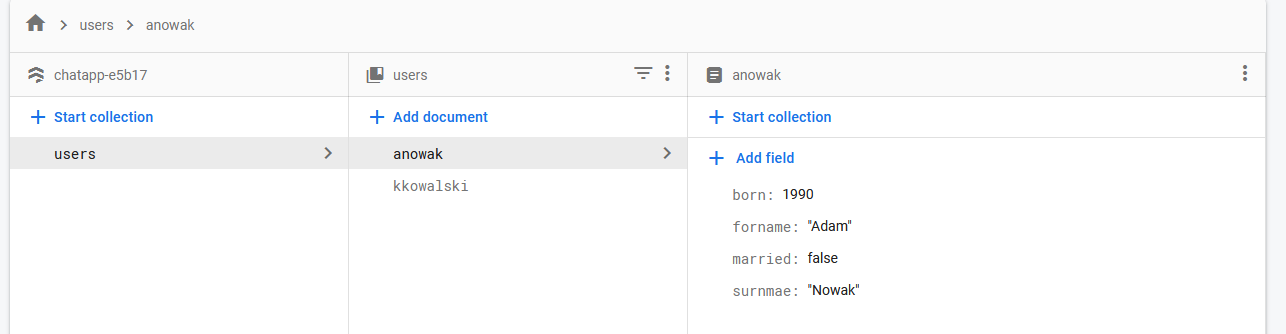 users anowak
chatapp-e5b17 users anowak
Start collection Add document Start collection
users anowak Add field
kkowalski
born: 1990
forname: "Adam"
married: false
surnmae: "Nowak"